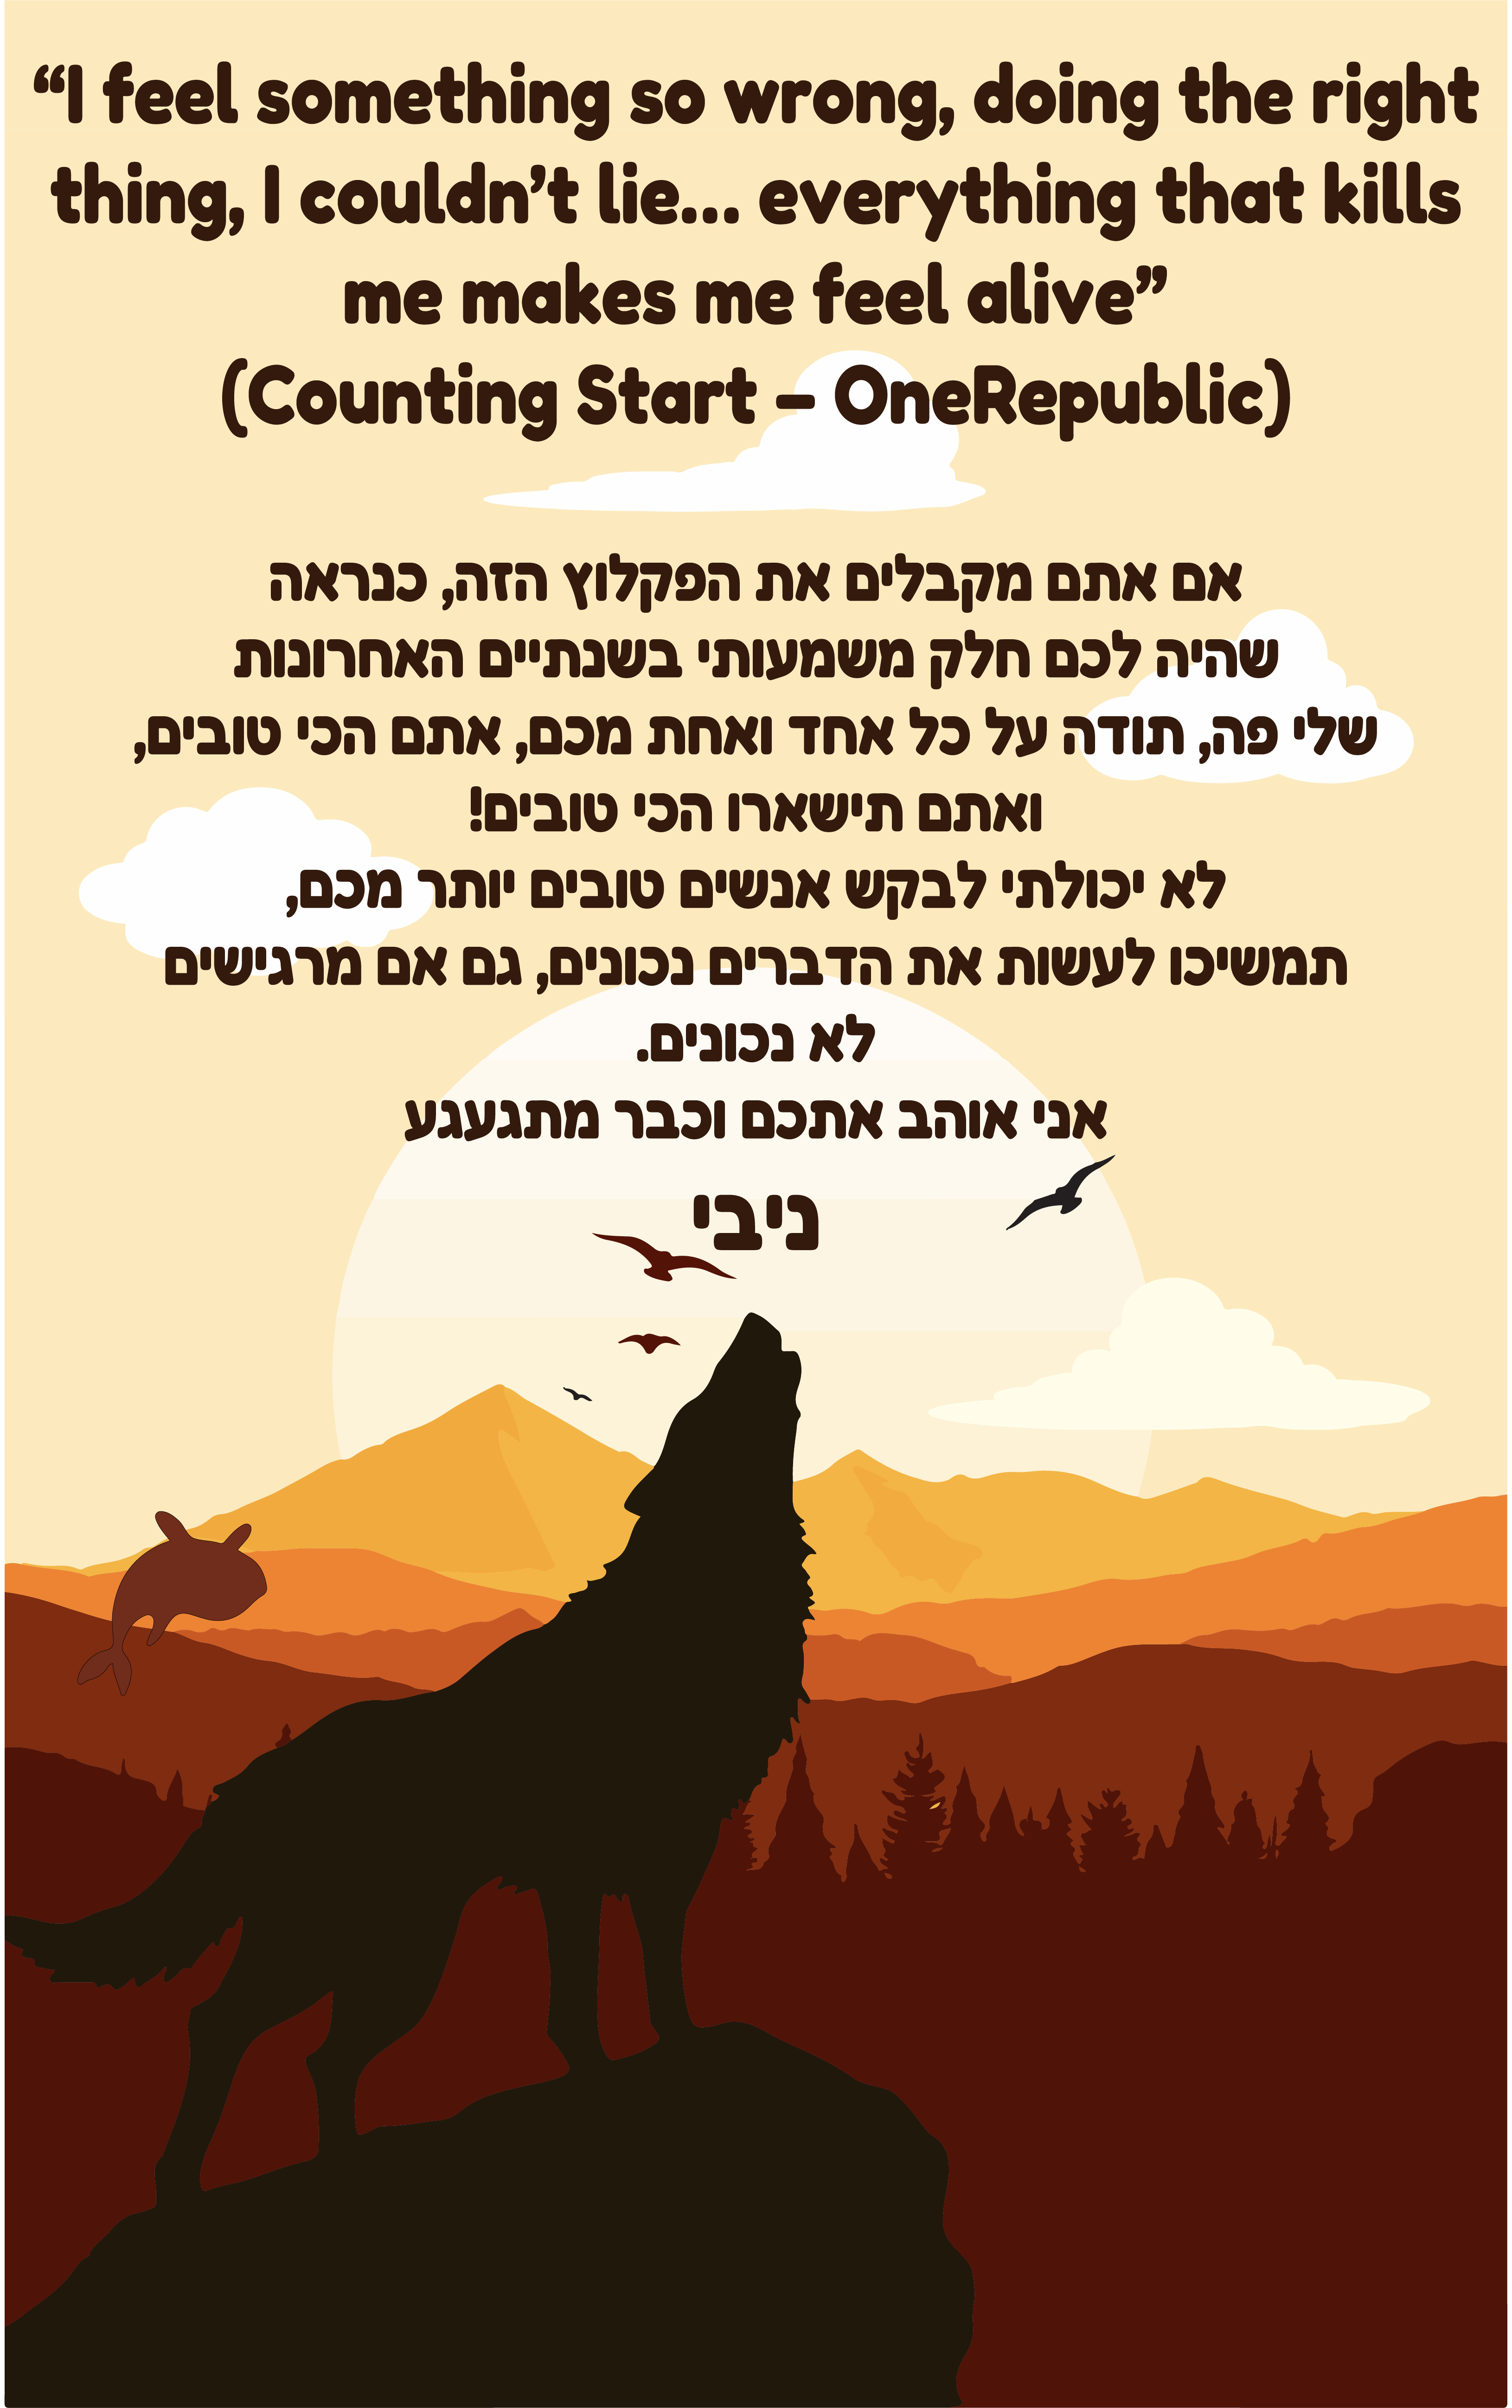 “I feel something so wrong, doing the right
thing, I couldn’t lie... everything that kills
me makes me feel alive”
(Counting Start – OneRepublic)
אם אתם מקבלים את הפקלוץ הזה, כנראה
שהיה לכם חלק משמעותי בשנתיים האחרונות
שלי פה, תודה על כל אחד ואחת מכם, אתם הכי טובים,
ואתם תישארו הכי טובים!
לא יכולתי לבקש אנשים טובים יותר מכם,
תמשיכו לעשות את הדברים נכונים, גם אם מרגישים
לא נכונים.
אני אוהב אתכם וכבר מתגעגע
ניבי